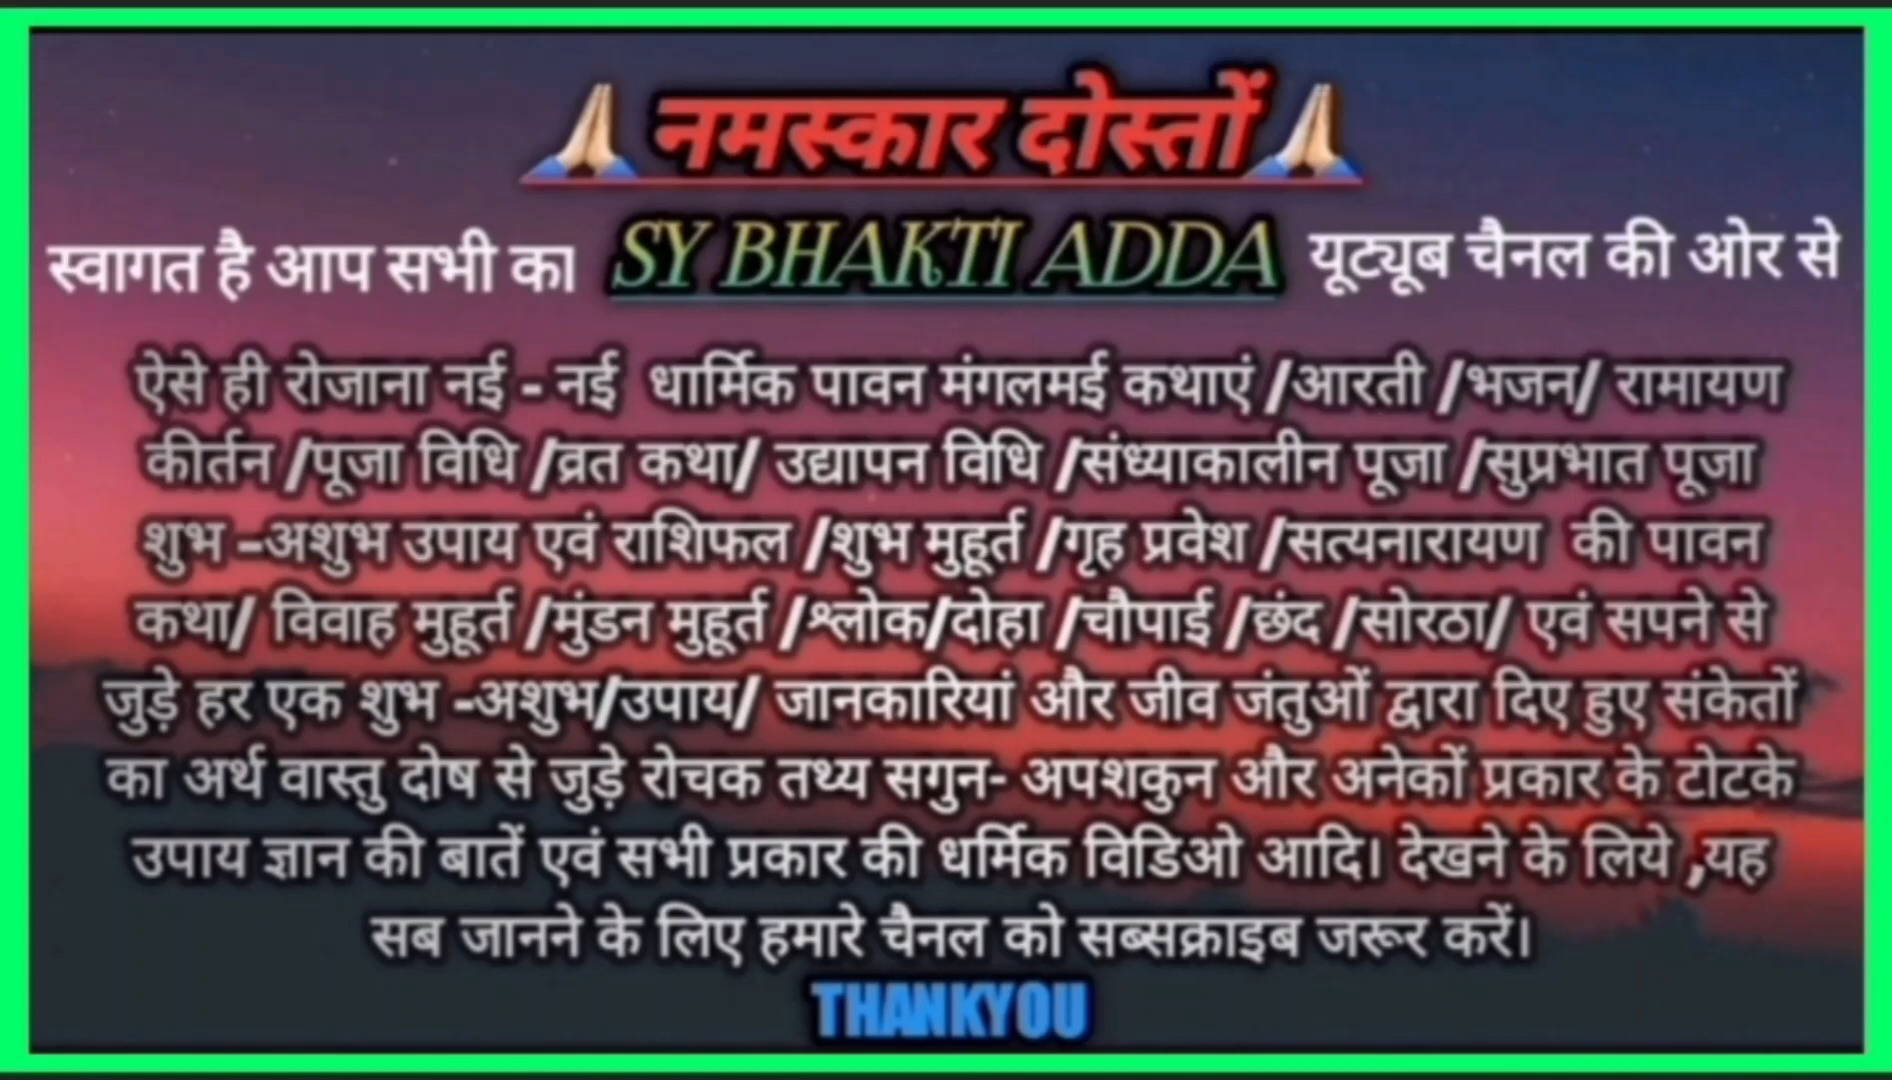 🙏नमस्कार दोस्तों🙏
स्वागत है आप सभी का SY BHAKTI ADDA यूट्यूब चैनल की ओर से
ऐसे ही रोजाना नई - नई धार्मिक पावन मंगलमई कथाएं /आरती /भजन/ रामायण
कीर्तन /पूजा विधि /व्रत कथा/ उद्यापन विधि /संध्याकालीन पूजा /सुप्रभात पूजा
शुभ -अशुभ उपाय एवं राशिफल /शुभ मुहूर्त /गृह प्रवेश /सत्यनारायण की पावन
कथा/ विवाह मुहूर्त /मुंडन मुहूर्त /श्लोक/दोहा /चौपाई /छंद /सोरठा/ एवं सपने से
जुड़े हर एक शुभ -अशुभ/उपाय/ जानकारियां और जीव जंतुओं द्वारा दिए हुए संकेतों
का अर्थ वास्तु दोष से जुड़े रोचक तथ्य सगुन- अपशकुन और अनेकों प्रकार के टोटके
उपाय ज्ञान की बातें एवं सभी प्रकार की धर्मिक विडिओ आदि। देखने के लिये ,यह
सब जानने के लिए हमारे चैनल को सब्सक्राइब जरूर करें।
THANKYOU